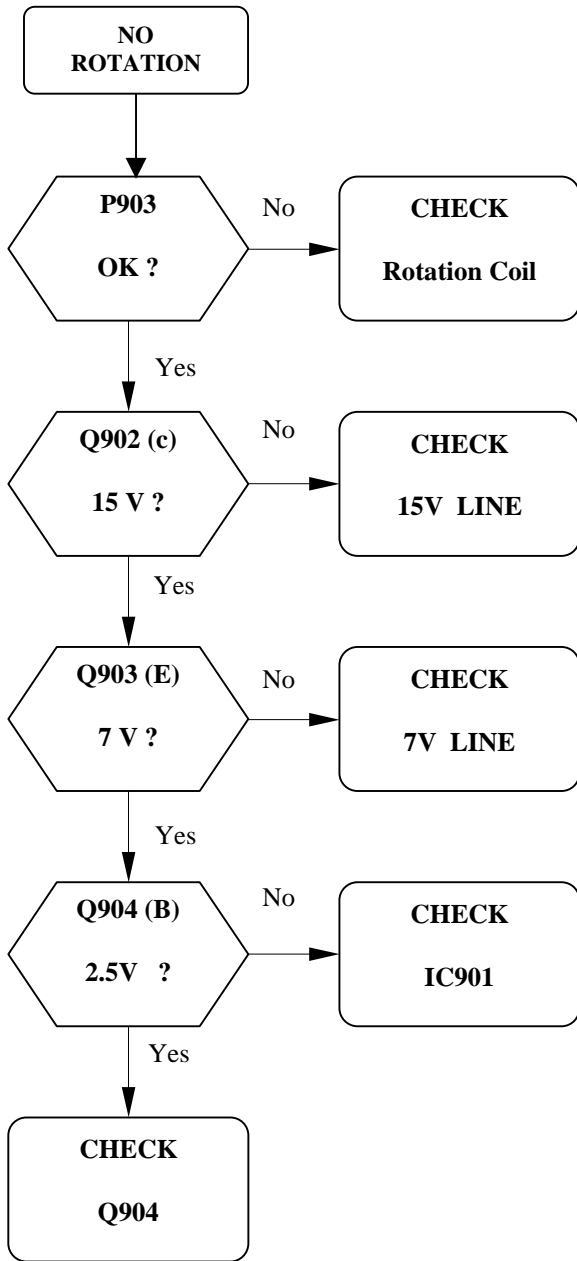 NO
ROTATION
P903
OK ?
No
CHECK
Rotation Coil
Yes
Q902 (c)
15 V ?
No
CHECK
15V LINE
Yes
Q903 (E)
7 V ?
No
CHECK
7V LINE
Yes
Q904 (B)
2.5V ?
No
CHECK
IC901
Yes
CHECK
Q904